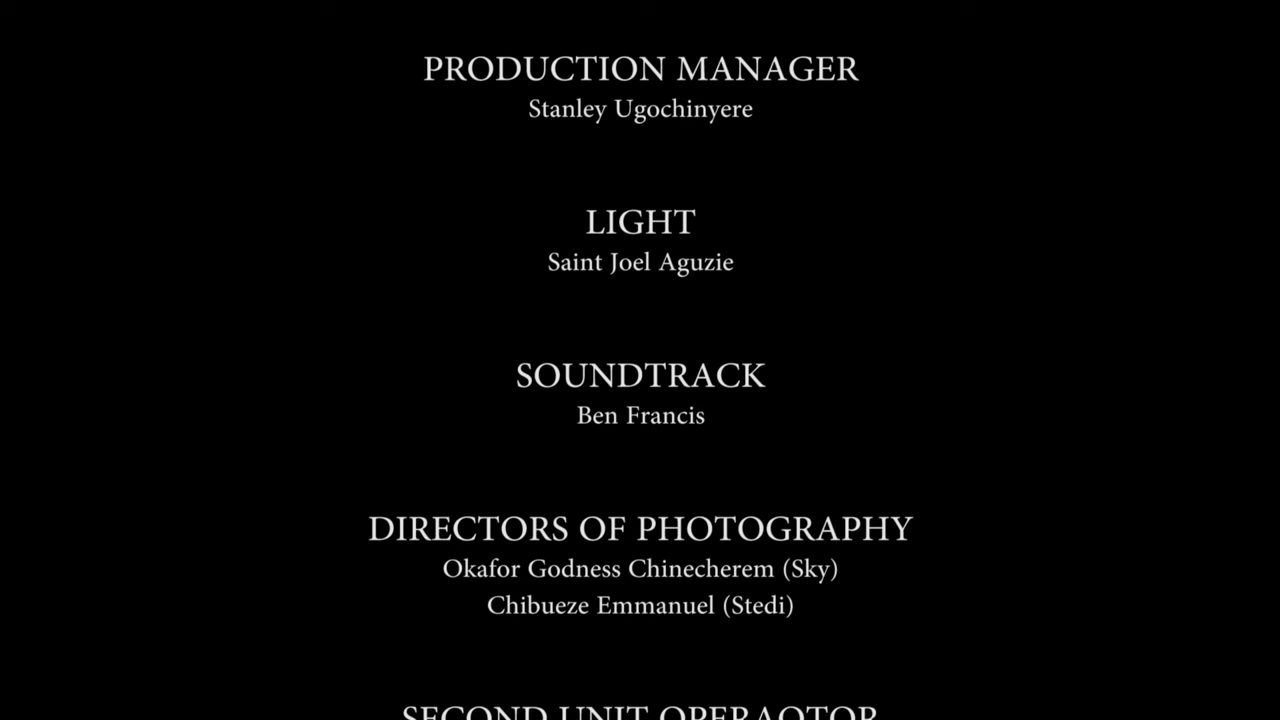 PRODUCTION MANAGER
Stanley Ugochinyere
LIGHT
Saint Joel Aguzie
SOUNDTRACK
Ben Francis
DIRECTORS OF PHOTOGRAPHY
Okafor Godness Chinecherem (Sky)
Chibueze Emmanuel (Stedi)
SECOND UNIT OPERAOTOR